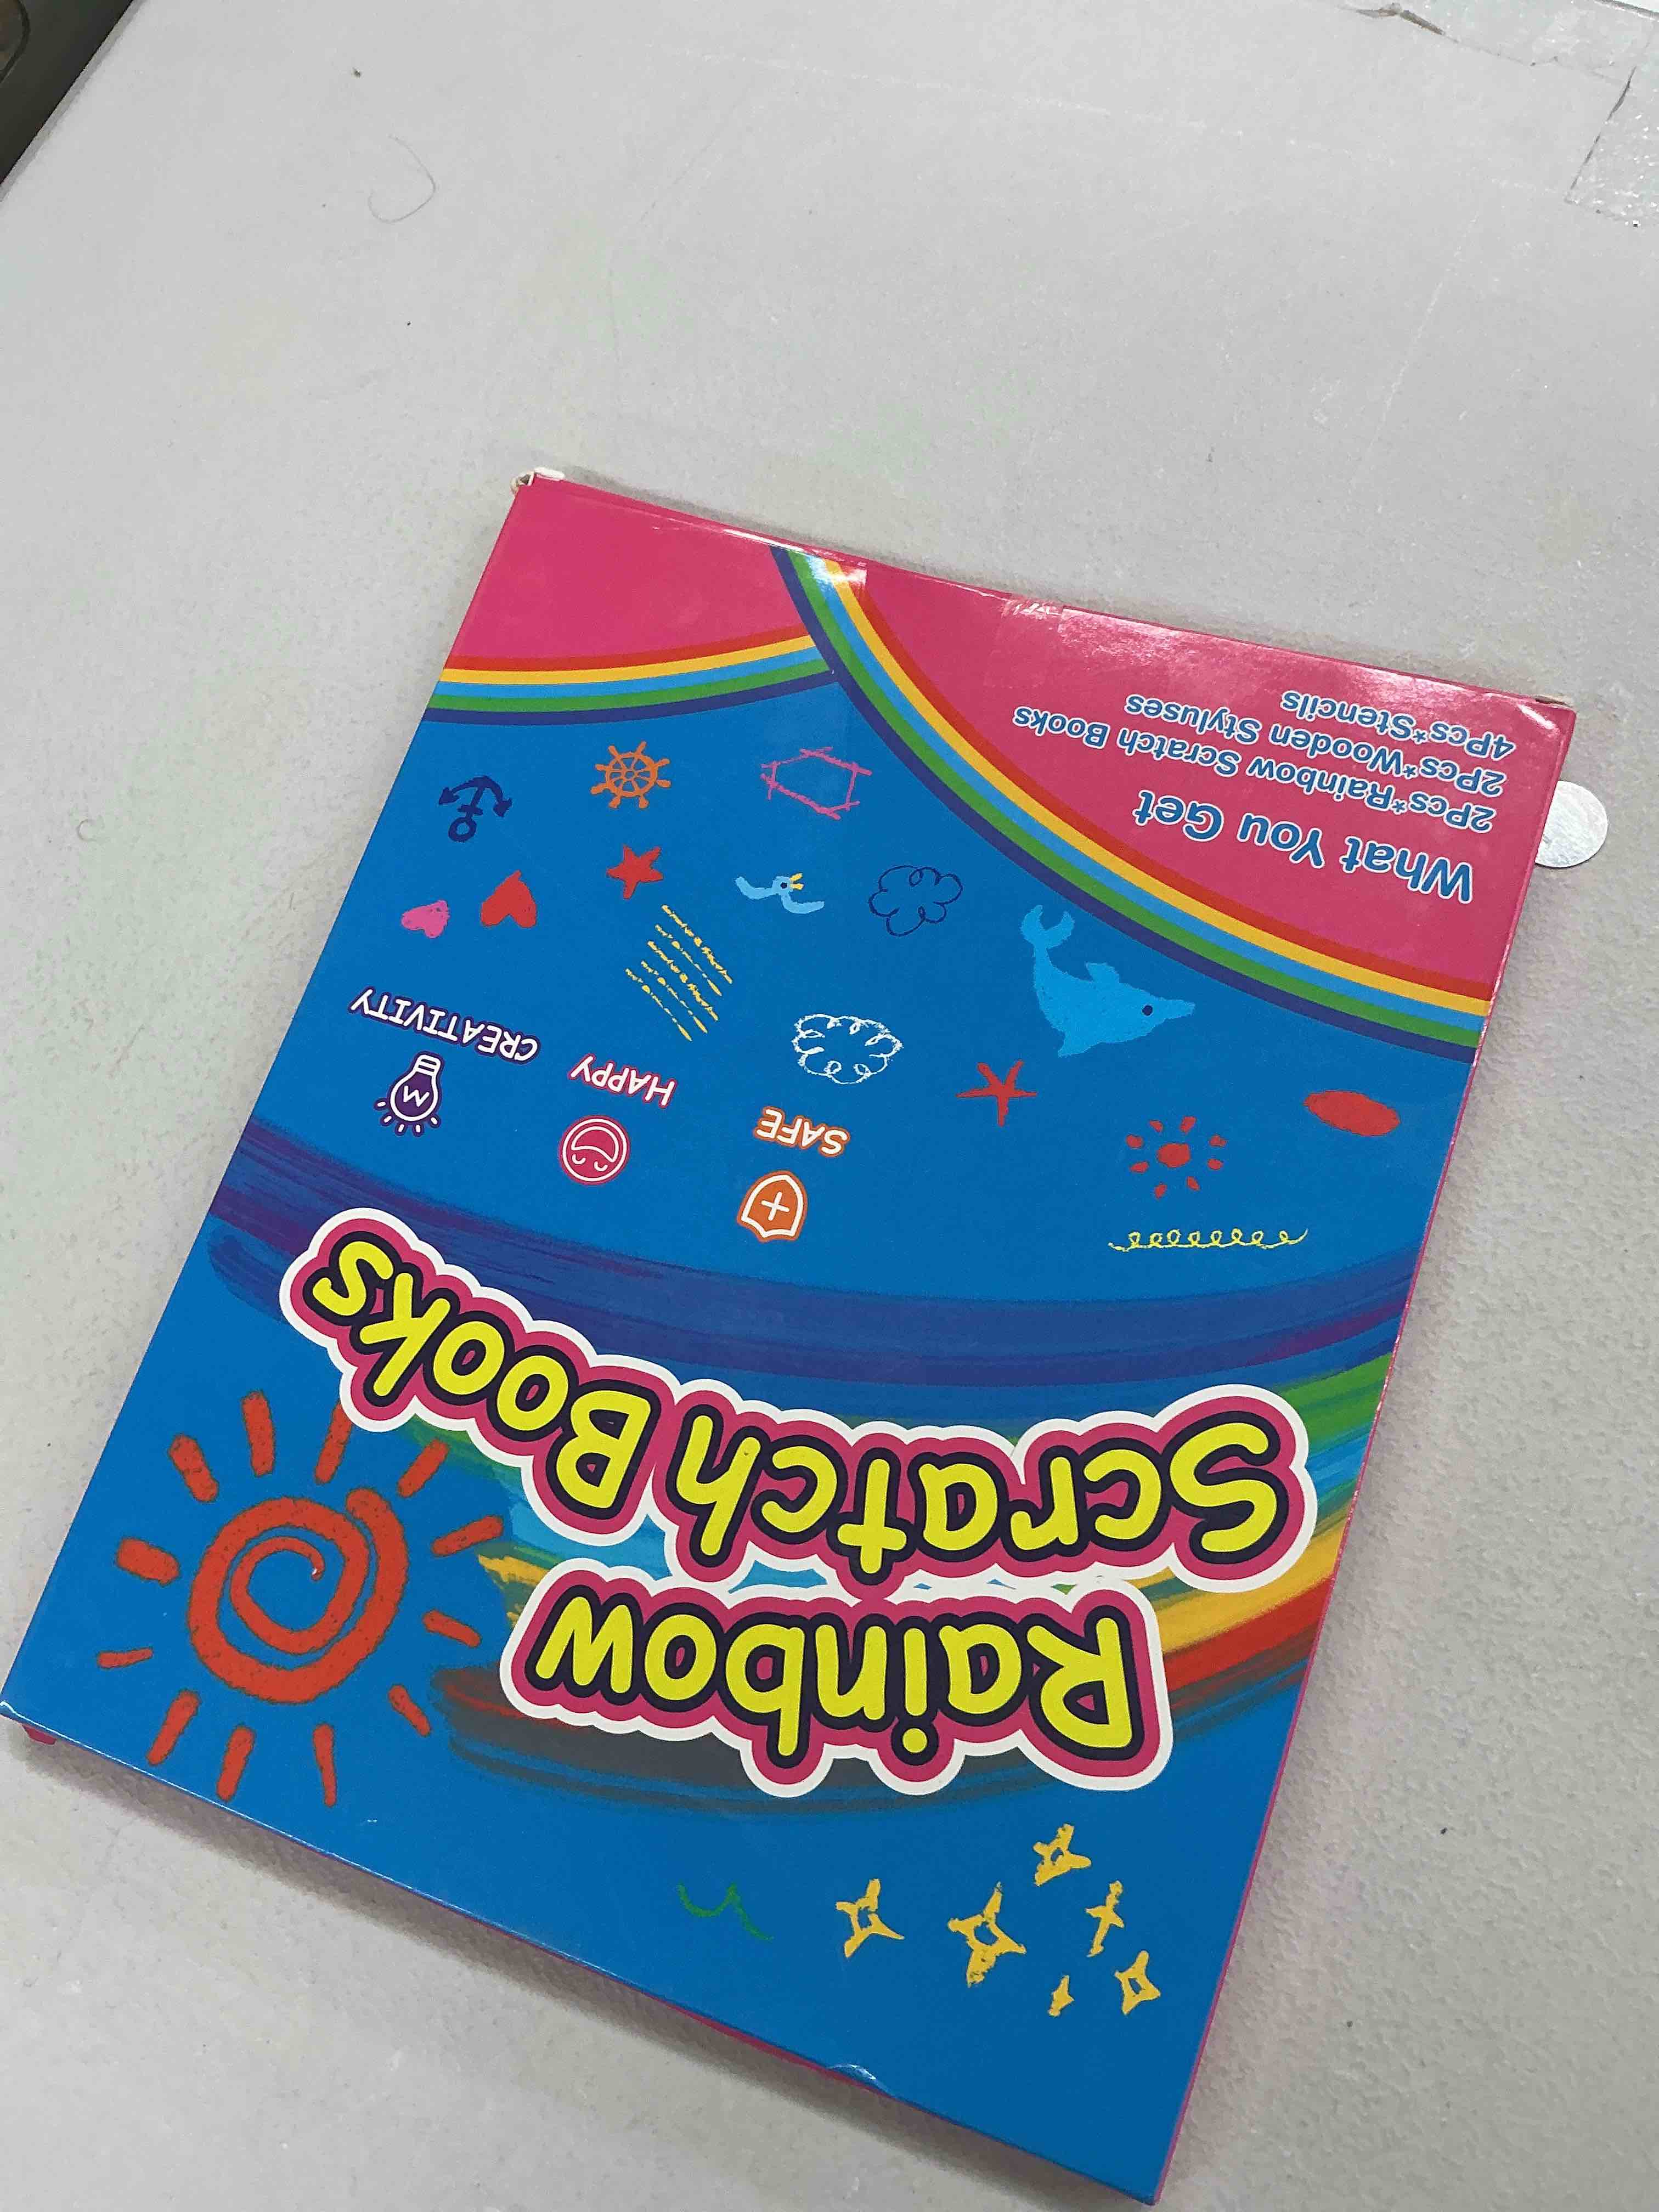 Rainbow
Scratch Books
SAFE
HAPPY
CREATIVITY
What You Get
2Pcs*Rainbow Scratch Books
2Pcs*Wooden Styluses
4Pcs*Stencils